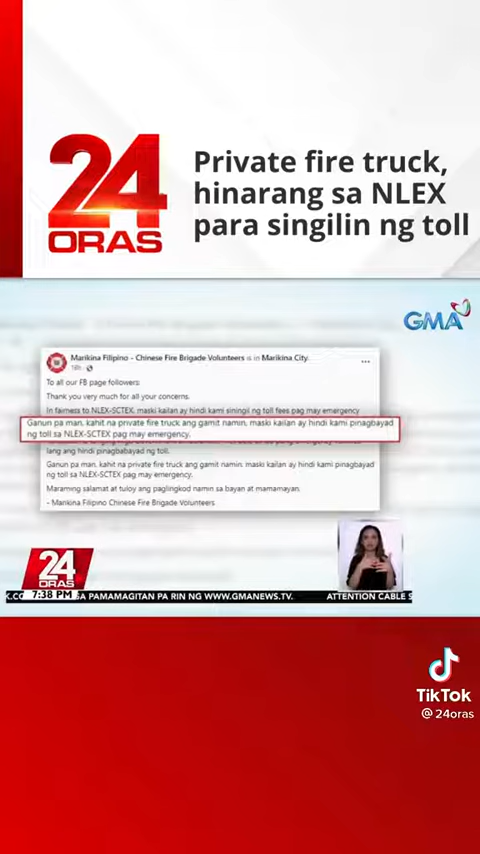 24
ORAS
Private fire truck,
hinarang sa NLEX
para singilin ng toll
GMA
Marikina Filipino - Chinese Fire Brigade Volunteers is in Marikina City.
18h
To all our FB page followers:
Thank you very much for all your concerns.
In fairness to NLEX-SCTEX, maski kailan ay hindi kami siningil ng toll fees pag may emergency
Ganun pa man, kahit na private fire truck ang gamit namin, maski kailan ay hindi kami pinagbayad
ng toll sa NLEX-SCTEX pag may emergency.
lang ang hindi pinagbabayad ng toll.
Ganun pa man, kahit na private fire truck ang gamit namin, maski kailan ay hindi kami pinagbayad
ng toll sa NLEX-SCTEX pag may emergency.
Maraming salamat at tuloy ang paglingkod namin sa bayan at mamamayan.
- Marikina Filipino Chinese Fire Brigade Volunteers
24
ORAS
7:38 PM
SA PAMAMAGITAN PA RIN NG WWW.GMANEWS.TV.
ATTENTION CABLE S
TikTok
@24oras